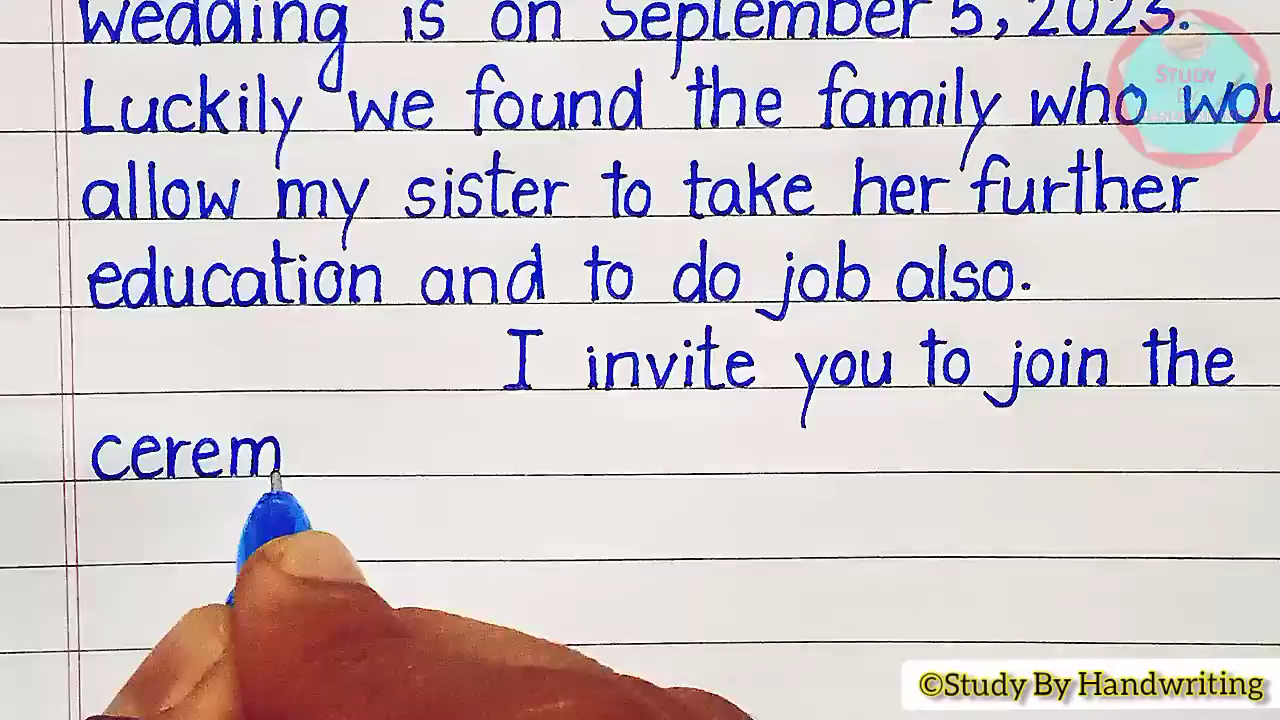 wedding is on September 5, 2023.
Luckily we found the family who wou
allow my sister to take her further
education and to do job also.
I invite you to join the
cerem
STUDY
©Study By Handwriting